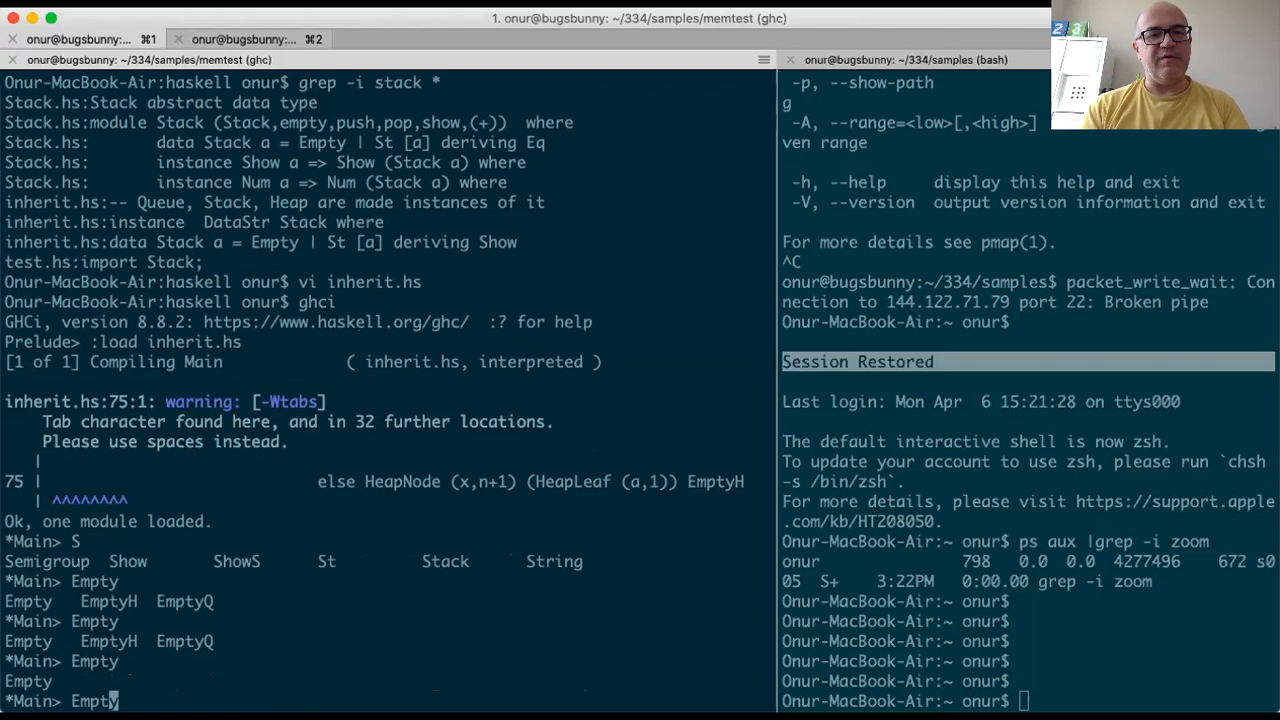 1. onur@bugsbunny: ~/334/samples/memtest (ghc)
onur@bugsbunny:... ⌘1
onur@bugsbunny:... ⌘2
onur@bugsbunny: ~/334/samples/memtest (ghc)
Onur-MacBook-Air:haskell onur$ grep -i stack *
Stack.hs:Stack abstract data type
Stack.hs:module Stack (Stack,empty,push,pop,show,(+))  where
Stack.hs:      data Stack a = Empty | St [a] deriving Eq
Stack.hs:      instance Show a => Show (Stack a) where
Stack.hs:      instance Num a => Num (Stack a) where
inherit.hs:-- Queue, Stack, Heap are made instances of it
inherit.hs:instance  DataStr Stack where
inherit.hs:data Stack a = Empty | St [a] deriving Show
test.hs:import Stack;
Onur-MacBook-Air:haskell onur$ vi inherit.hs
Onur-MacBook-Air:haskell onur$ ghci
GHCi, version 8.8.2: https://www.haskell.org/ghc/  :? for help
Prelude> :load inherit.hs
[1 of 1] Compiling Main             ( inherit.hs, interpreted )
inherit.hs:75:1: warning: [-Wtabs]
    Tab character found here, and in 32 further locations.
    Please use spaces instead.
   |
75 |                              else HeapNode (x,n+1) (HeapLeaf (a,1)) EmptyH
   | ^^^^^^^^
Ok, one module loaded.
*Main> S
Semigroup  Show       ShowS      St         Stack      String
*Main> Empty
Empty   EmptyH  EmptyQ
*Main> Empty
Empty   EmptyH  EmptyQ
*Main> Empty
Empty
*Main> Empty
~/334/samples (bash)
 -p, --show-path
g
 -A, --range=<low>[,<high>]
ven range
 -h, --help      display this help and exit
 -V, --version   output version information and exit
For more details see pmap(1).
^C
onur@bugsbunny:~/334/samples$ packet_write_wait: Con
nection to 144.122.71.79 port 22: Broken pipe
Onur-MacBook-Air:~ onur$
Session Restored
Last login: Mon Apr  6 15:21:28 on ttys000
The default interactive shell is now zsh.
To update your account to use zsh, please run `chsh
-s /bin/zsh`.
For more details, please visit https://support.apple
.com/kb/HT208050.
Onur-MacBook-Air:~ onur$ ps aux |grep -i zoom
onur               798   0.0  0.0  4277496    672 s0
05  S+    3:22PM   0:00.00 grep -i zoom
Onur-MacBook-Air:~ onur$
Onur-MacBook-Air:~ onur$
Onur-MacBook-Air:~ onur$
Onur-MacBook-Air:~ onur$
Onur-MacBook-Air:~ onur$
Onur-MacBook-Air:~ onur$
2 3